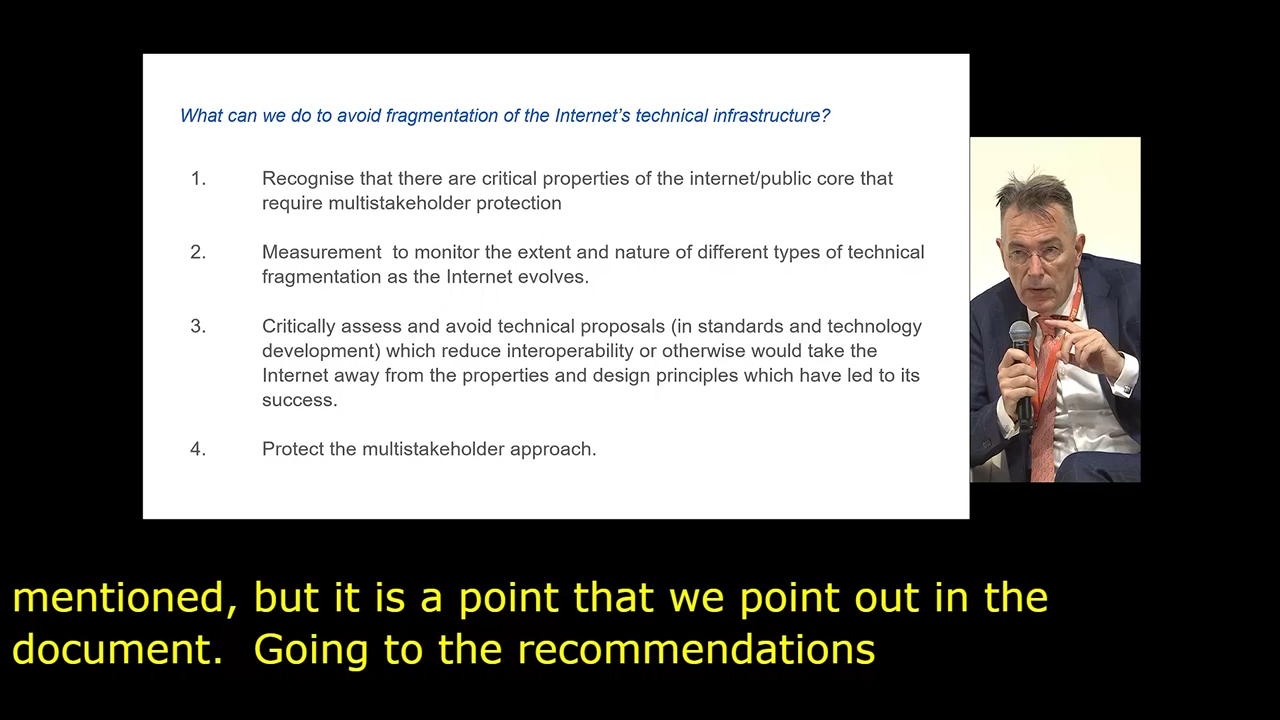 What can we do to avoid fragmentation of the Internet's technical infrastructure?
1. Recognise that there are critical properties of the internet/public core that
require multistakeholder protection
2. Measurement  to monitor the extent and nature of different types of technical
fragmentation as the Internet evolves.
3. Critically assess and avoid technical proposals (in standards and technology
development) which reduce interoperability or otherwise would take the
Internet away from the properties and design principles which have led to its
success.
4. Protect the multistakeholder approach.
mentioned, but it is a point that we point out in the
document.  Going to the recommendations